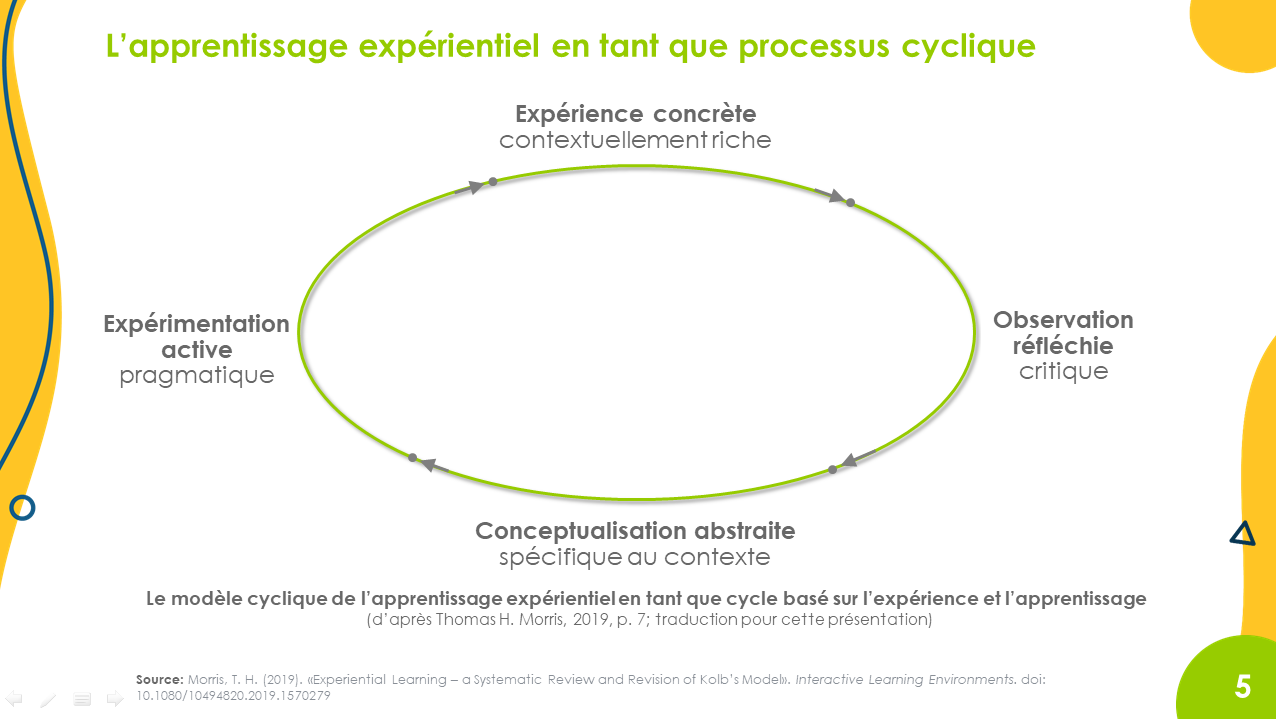 L’apprentissage expérientiel en tant que processus cyclique
Expérience concrète
contextuellement riche
Expérimentation
active
pragmatique
Observation
réfléchie
critique
Conceptualisation abstraite
spécifique au contexte
Le modèle cyclique de l’apprentissage expérientiel en tant que cycle basé sur l’expérience et l’apprentissage
(d’après Thomas H. Morris, 2019, p. 7; traduction pour cette présentation)
Source: Morris, T. H. (2019). «Experiential Learning – a Systematic Review and Revision of Kolb’s Model». Interactive Learning Environments. doi:
10.1080/10494820.2019.1570279
5